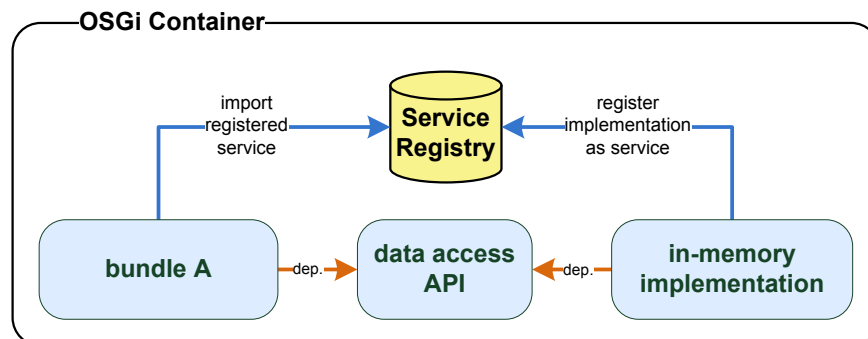 OSGi Container
import
registered
service
Service
Registry
register
implementation
as service
bundle A
dep.
data access
API
dep.
in-memory
implementation